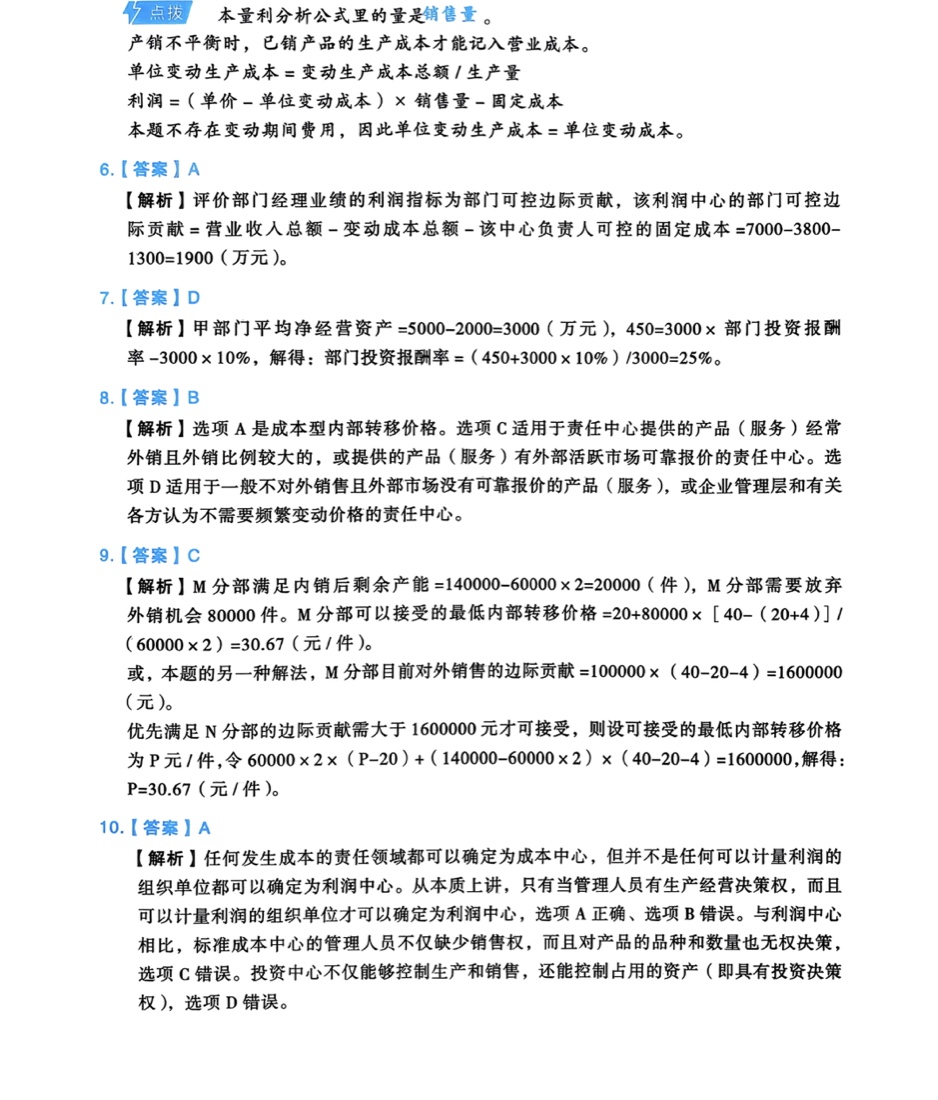 点拨 本量利分析公式里的量是销售量。
产销不平衡时，已销产品的生产成本才能记入营业成本。
单位变动生产成本 = 变动生产成本总额 / 生产量
利润 =（单价 – 单位变动成本）× 销售量 – 固定成本
本题不存在变动期间费用，因此单位变动生产成本 = 单位变动成本。
6.【答案】A
【解析】评价部门经理业绩的利润指标为部门可控边际贡献，该利润中心的部门可控边
际贡献 = 营业收入总额 – 变动成本总额 – 该中心负责人可控的固定成本 =7000–3800–
1300=1900（万元）。
7.【答案】D
【解析】甲部门平均净经营资产 =5000–2000=3000（万元），450=3000× 部门投资报酬
率 –3000×10%，解得：部门投资报酬率 =（450+3000×10%）/3000=25%。
8.【答案】B
【解析】选项 A 是成本型内部转移价格。选项 C 适用于责任中心提供的产品（服务）经常
外销且外销比例较大的，或提供的产品（服务）有外部活跃市场可靠报价的责任中心。选
项 D 适用于一般不对外销售且外部市场没有可靠报价的产品（服务），或企业管理层和有关
各方认为不需要频繁变动价格的责任中心。
9.【答案】C
【解析】M 分部满足内销后剩余产能 =140000–60000×2=20000（件），M 分部需要放弃
外销机会 80000 件。M 分部可以接受的最低内部转移价格 =20+80000×［40–（20+4）］/
（60000×2）=30.67（元 / 件）。
或，本题的另一种解法，M 分部目前对外销售的边际贡献 =100000×（40–20–4）=1600000
（元）。
优先满足 N 分部的边际贡献需大于 1600000 元才可接受，则设可接受的最低内部转移价格
为 P 元 / 件，令 60000×2×（P–20）+（140000–60000×2）×（40–20–4）=1600000,解得：
P=30.67（元 / 件）。
10.【答案】A
【解析】任何发生成本的责任领域都可以确定为成本中心，但并不是任何可以计量利润的
组织单位都可以确定为利润中心。从本质上讲，只有当管理人员有生产经营决策权，而且
可以计量利润的组织单位才可以确定为利润中心，选项 A 正确、选项 B 错误。与利润中心
相比，标准成本中心的管理人员不仅缺少销售权，而且对产品的品种和数量也无权决策，
选项 C 错误。投资中心不仅能够控制生产和销售，还能控制占用的资产（即具有投资决策
权），选项 D 错误。